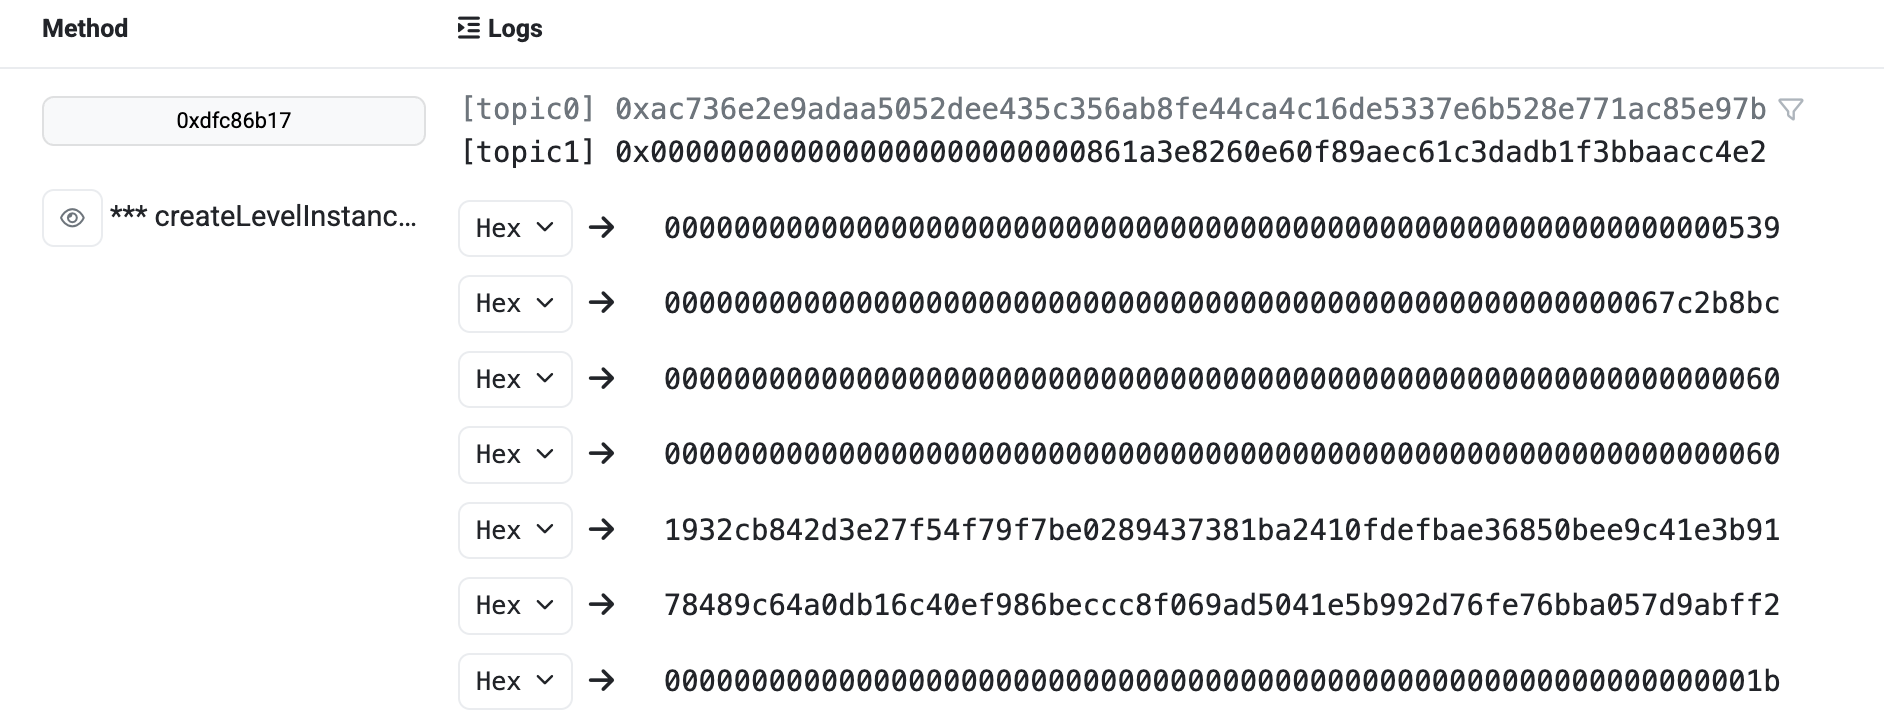 Method
Logs
0xdfc86b17
[topic0] 0xac736e2e9adaa5052dee435c356ab8fe44ca4c16de5337e6b528e771ac85e97b
[topic1] 0x0000000000000000000000000861a3e8260e60f89aec61c3dadb1f3bbaacc4e2
*** createLevelInstanc...
Hex → 0000000000000000000000000000000000000000000000000000000000000539
Hex → 0000000000000000000000000000000000000000000000000000000067c2b8bc
Hex → 0000000000000000000000000000000000000000000000000000000000000060
Hex → 0000000000000000000000000000000000000000000000000000000000000060
Hex → 1932cb842d3e27f54f79f7be0289437381ba2410fdefbae36850bee9c41e3b91
Hex → 78489c64a0db16c40ef986beccc8f069ad5041e5b992d76fe76bba057d9abff2
Hex → 000000000000000000000000000000000000000000000000000000000000001b